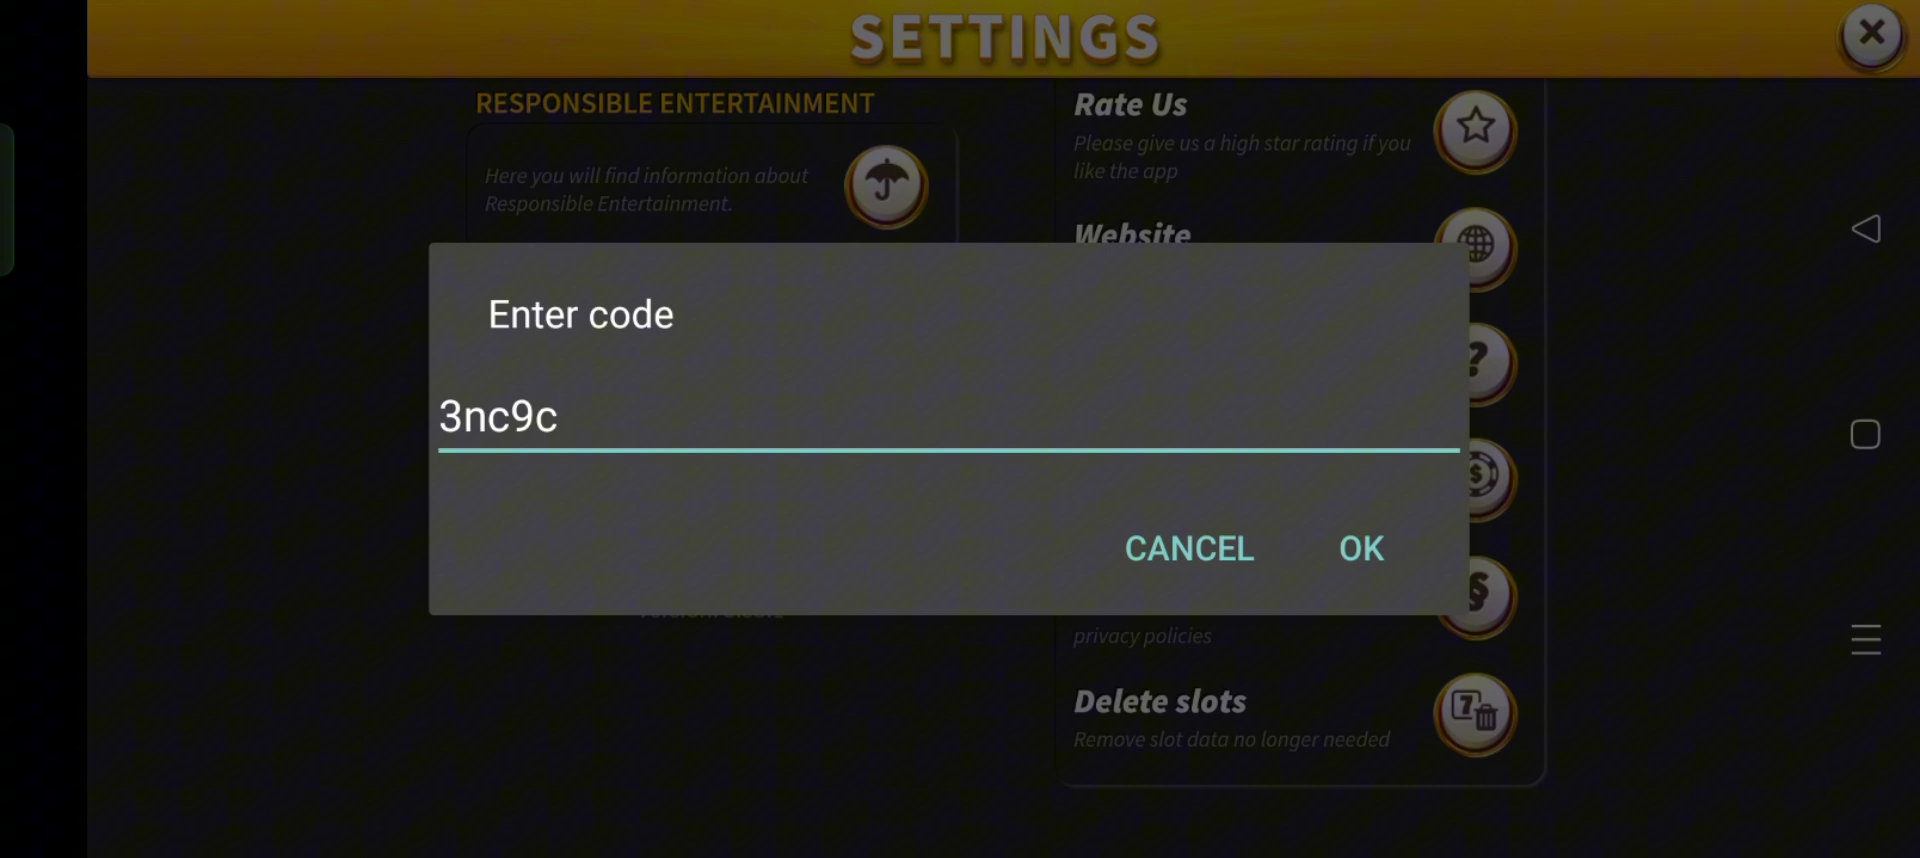 SETTINGS
RESPONSIBLE ENTERTAINMENT
Here you will find information about
Responsible Entertainment.
Rate Us
Please give us a high star rating if you
like the app
Website
Enter code
3nc9c
CANCEL
OK
privacy policies
Delete slots
Remove slot data no longer needed